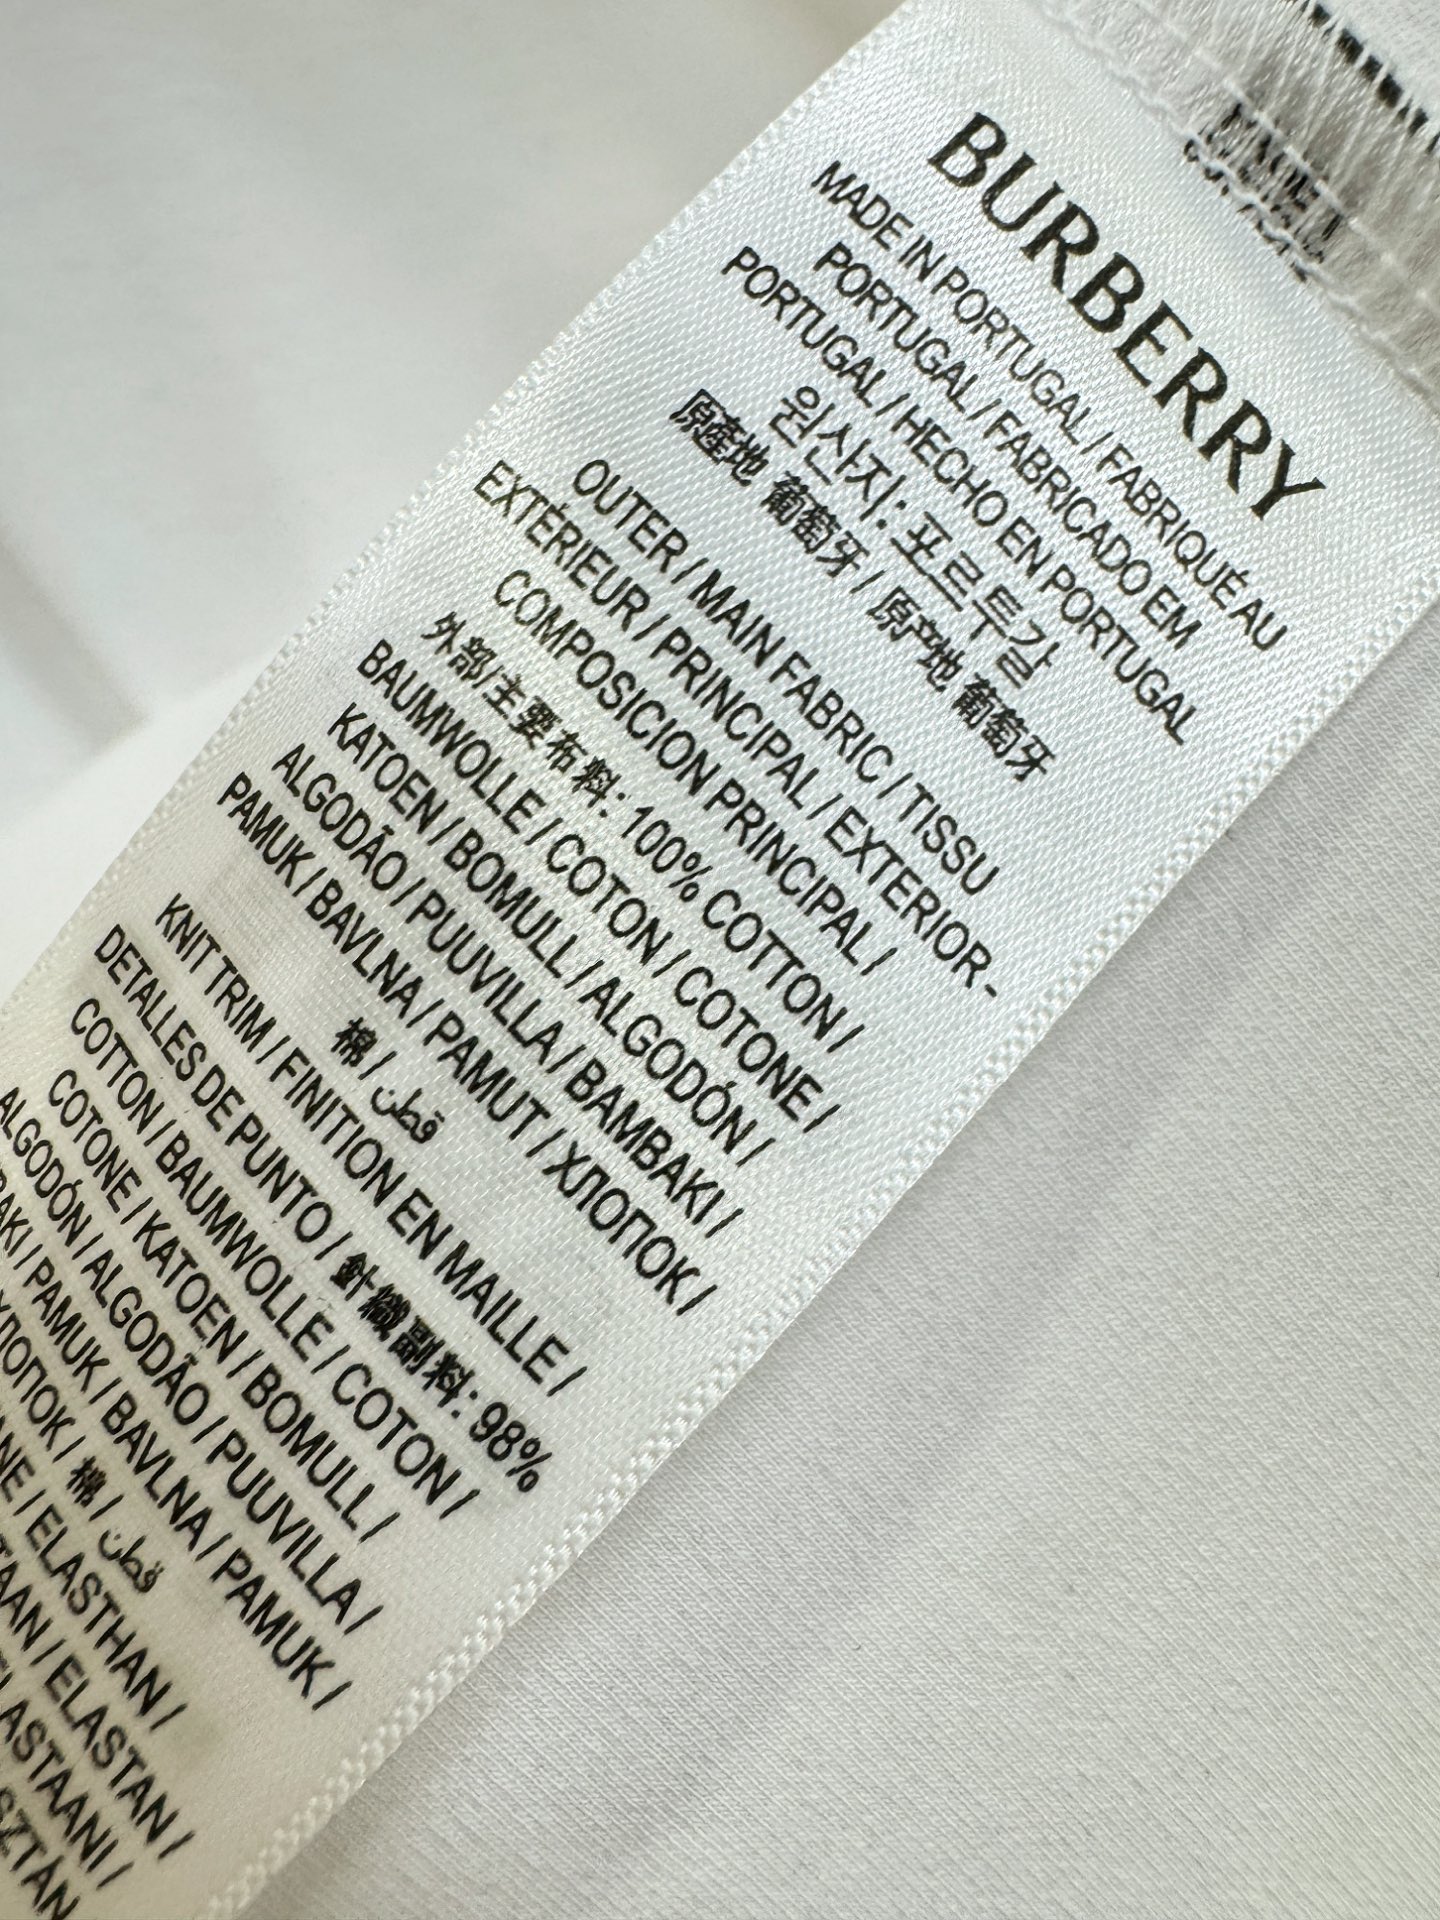 BURBERRY
MADE IN PORTUGAL / FABRIQUÉ AU
PORTUGAL / FABRICADO EM
PORTUGAL / HECHO EN PORTUGAL
원산지: 포르투갈
原產地 葡萄牙 / 原产地 葡萄牙
OUTER / MAIN FABRIC / TISSU
EXTÉRIEUR / PRINCIPAL / EXTERIOR-
COMPOSICION PRINCIPAL /
外部/主要布料: 100% COTTON /
BAUMWOLLE / COTON / COTONE /
KATOEN / BOMULL / ALGODÓN /
ALGODÃO / PUUVILLA / BAMBAKI /
PAMUK / BAVLNA / PAMUT / ХЛОПОК /
棉 / قطن
KNIT TRIM / FINITION EN MAILLE /
DETALLES DE PUNTO / 針織副料: 98%
COTTON / BAUMWOLLE / COTON /
COTONE / KATOEN / BOMULL /
ALGODÓN / ALGODÃO / PUUVILLA /
/ PAMUK / BAVLNA / PAMUK /
/ 棉 / قطن
/ ELASTHAN /
/ ELASTAN /